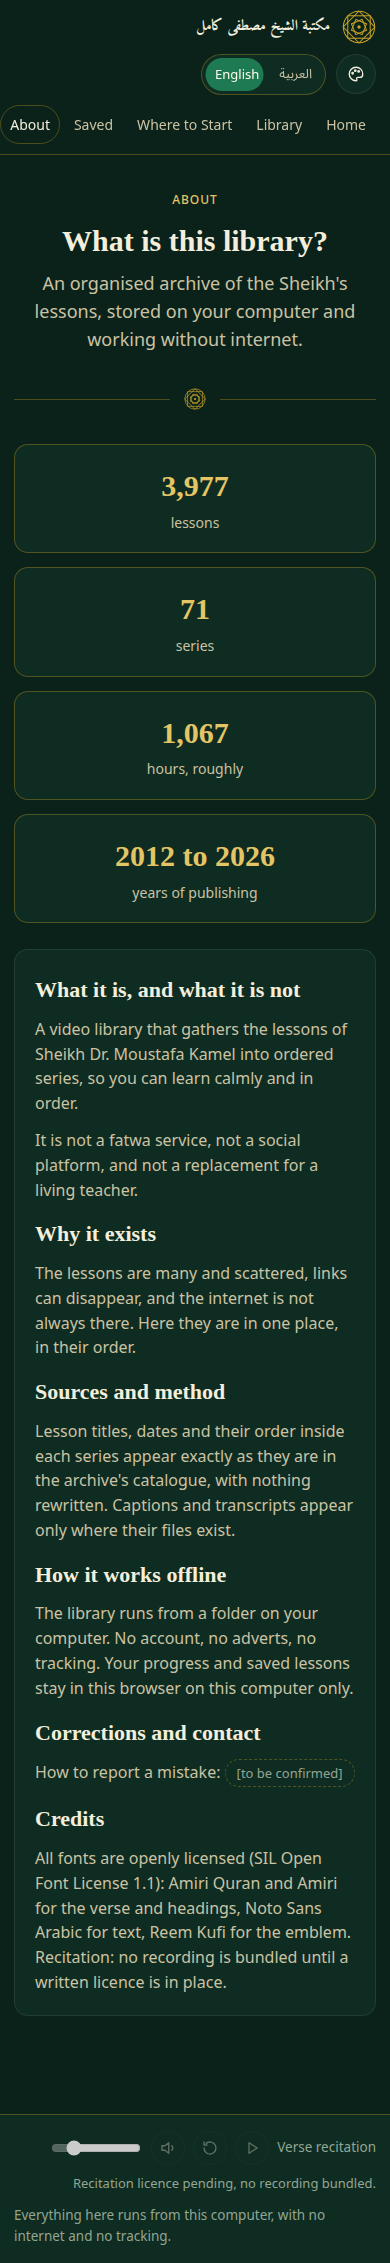 مكتبة الشيخ مصطفى كامل
English
العربية
About
Saved
Where to Start
Library
Home
ABOUT
What is this library?
An organised archive of the Sheikh's
lessons, stored on your computer and
working without internet.
3,977
lessons
71
series
1,067
hours, roughly
2012 to 2026
years of publishing
What it is, and what it is not
A video library that gathers the lessons of
Sheikh Dr. Moustafa Kamel into ordered
series, so you can learn calmly and in
order.
It is not a fatwa service, not a social
platform, and not a replacement for a
living teacher.
Why it exists
The lessons are many and scattered, links
can disappear, and the internet is not
always there. Here they are in one place,
in their order.
Sources and method
Lesson titles, dates and their order inside
each series appear exactly as they are in
the archive's catalogue, with nothing
rewritten. Captions and transcripts appear
only where their files exist.
How it works offline
The library runs from a folder on your
computer. No account, no adverts, no
tracking. Your progress and saved lessons
stay in this browser on this computer only.
Corrections and contact
How to report a mistake: [to be confirmed]
Credits
All fonts are openly licensed (SIL Open
Font License 1.1): Amiri Quran and Amiri
for the verse and headings, Noto Sans
Arabic for text, Reem Kufi for the emblem.
Recitation: no recording is bundled until a
written licence is in place.
Verse recitation
Recitation licence pending, no recording bundled.
Everything here runs from this computer, with no
internet and no tracking.